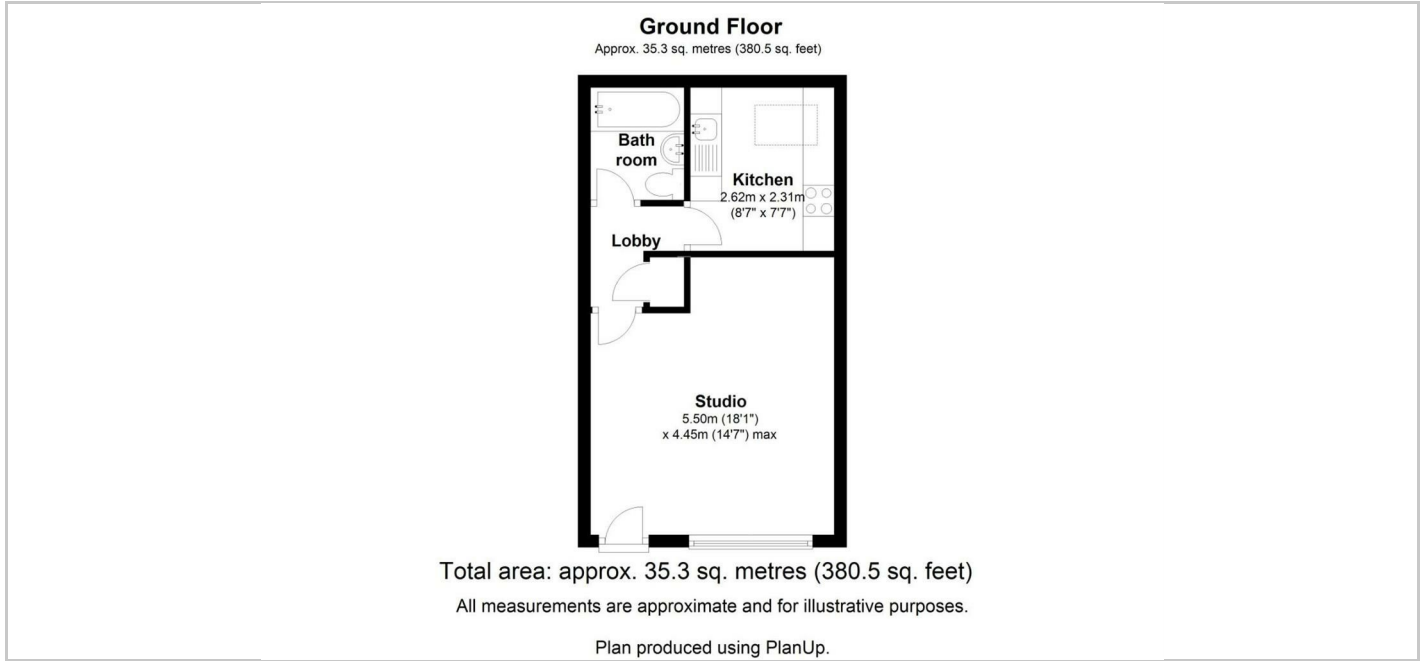 Ground Floor
Approx. 35.3 sq. metres (380.5 sq. feet)
Bath
room
Kitchen
2.62m x 2.31m
(8'7" x 7'7")
Lobby
Studio
5.50m (18'1")
x 4.45m (14'7") max
Total area: approx. 35.3 sq. metres (380.5 sq. feet)
All measurements are approximate and for illustrative purposes.
Plan produced using PlanUp.